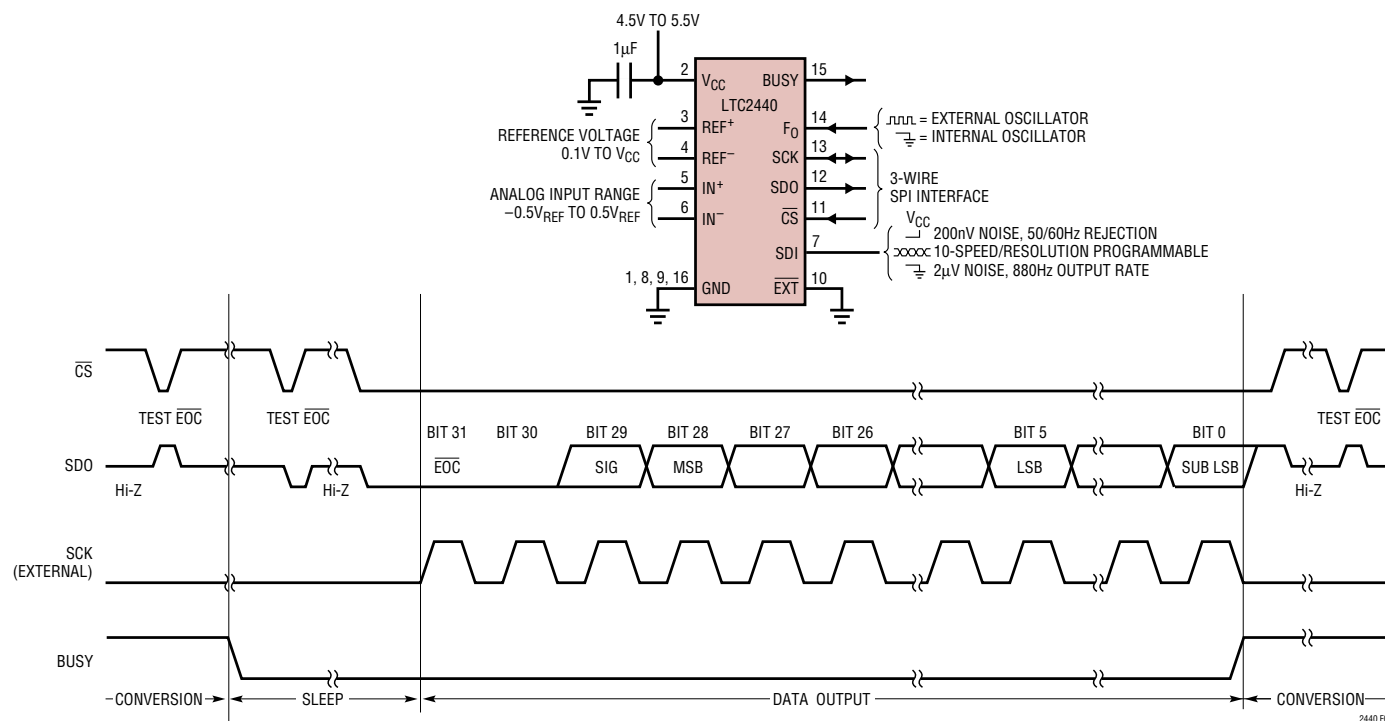 4.5V TO 5.5V
1µF
2
VCC
BUSY
15
LTC2440
REFERENCE VOLTAGE
0.1V TO VCC
3
REF+
4
REF–
FO
14
= EXTERNAL OSCILLATOR
= INTERNAL OSCILLATOR
SCK
13
SDO
12
CS
11
3-WIRE
SPI INTERFACE
ANALOG INPUT RANGE
–0.5VREF TO 0.5VREF
5
IN+
6
IN–
SDI
7
VCC
200nV NOISE, 50/60Hz REJECTION
10-SPEED/RESOLUTION PROGRAMMABLE
2µV NOISE, 880Hz OUTPUT RATE
1, 8, 9, 16
GND
EXT
10
CS
TEST EOC
TEST EOC
TEST EOC
BIT 31
BIT 30
BIT 29
BIT 28
BIT 27
BIT 26
BIT 5
BIT 0
SDO
EOC
SIG
MSB
LSB
SUB LSB
Hi-Z
Hi-Z
Hi-Z
SCK
(EXTERNAL)
BUSY
CONVERSION
SLEEP
DATA OUTPUT
CONVERSION